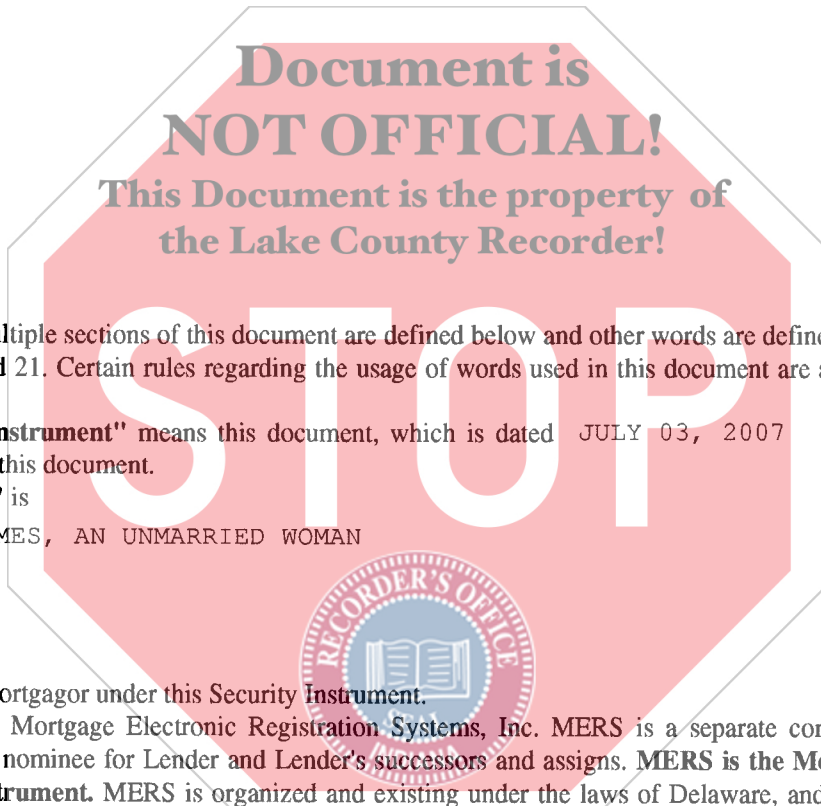 Document is
NOT OFFICIAL!
This Document is the property of
the Lake County Recorder!
ltiple sections of this document are defined below and other words are define
21. Certain rules regarding the usage of words used in this document are a
nstrument" means this document, which is dated JULY 03, 2007
this document.
" is
MES, AN UNMARRIED WOMAN
STOP
RECORDER'S OFFICE
SEAL
INDIANA
ortgagor under this Security Instrument.
Mortgage Electronic Registration Systems, Inc. MERS is a separate cor
nominee for Lender and Lender's successors and assigns. MERS is the Mo
trument. MERS is organized and existing under the laws of Delaware, and